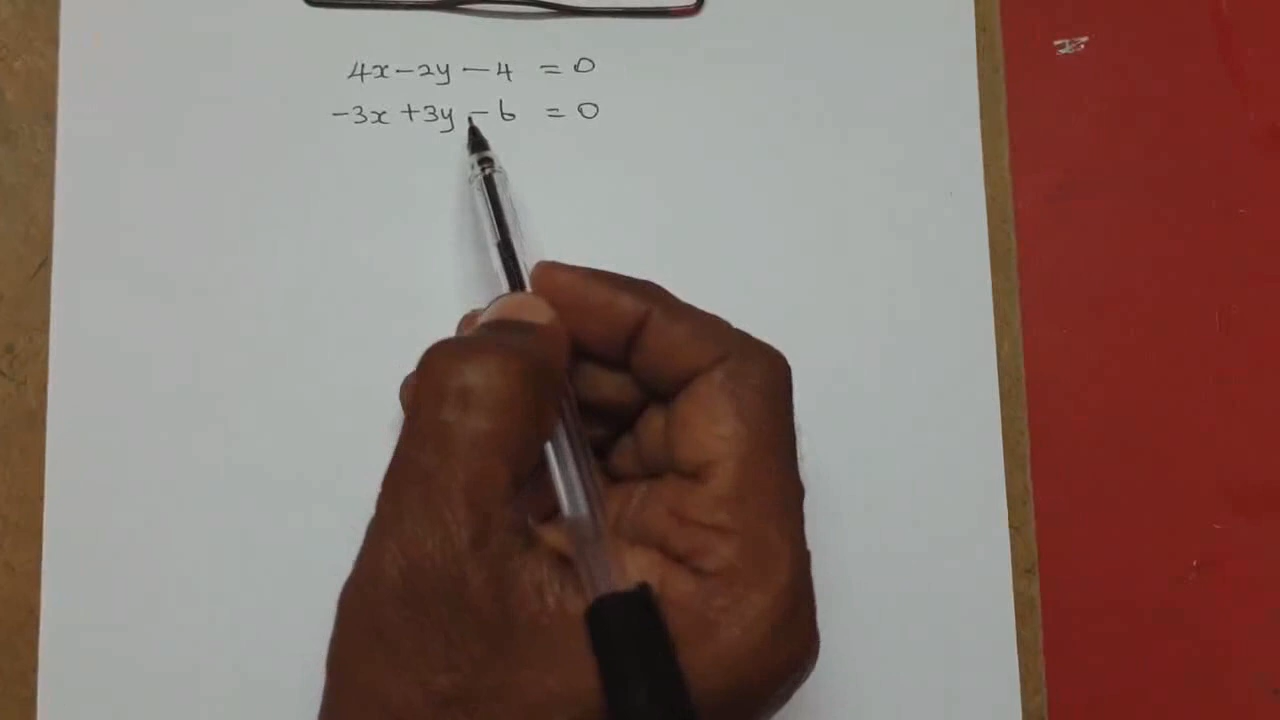 4x - 2y - 4 = 0
-3x + 3y - 6 = 0